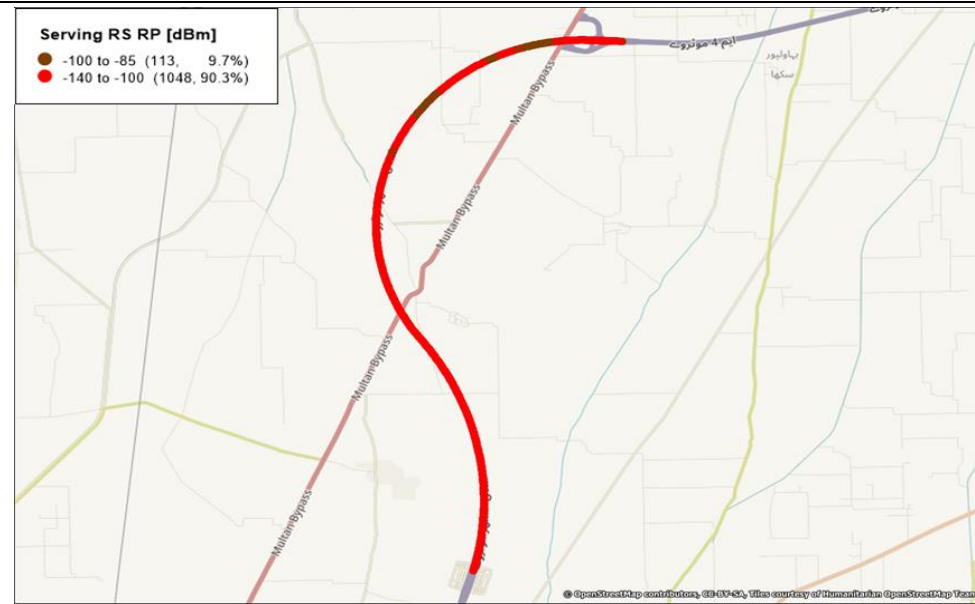 Serving RS RP [dBm]
-100 to -85 (113, 9.7%)
-140 to -100 (1048, 90.3%)
ایم 4 موٹروے
بہاولپور
سکھا
Multan Bypass
Multan Bypass
Multan Bypass
Multan Bypass
© OpenStreetMap contributors, CC-BY-SA, Tiles courtesy of Humanitarian OpenStreetMap Team